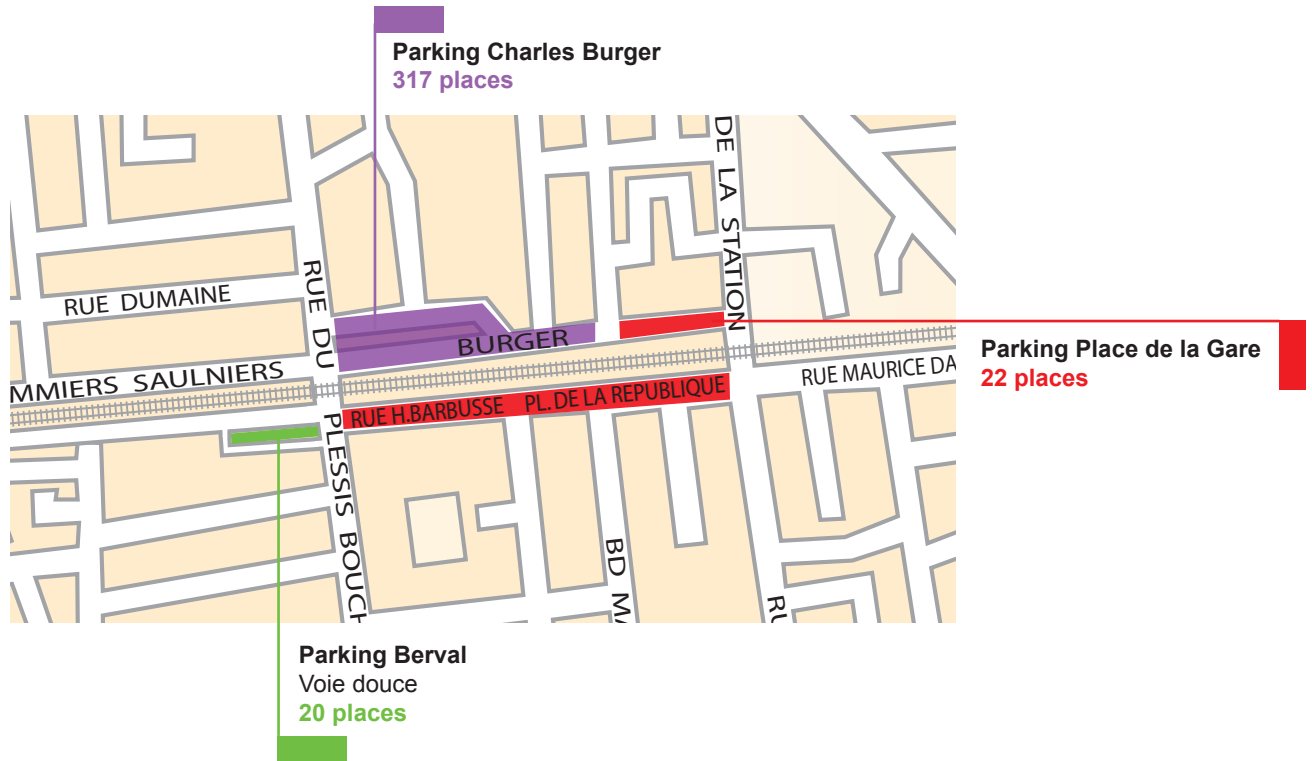 Parking Charles Burger
317 places
DE LA STATION
RUE DUMAINE
RUE DU PLESSIS BOUCH
BURGER
MMIERS SAULNIERS
Parking Place de la Gare
22 places
RUE MAURICE DA
RUE H.BARBUSSE PL. DE LA REPUBLIQUE
BD MA
RU
Parking Berval
Voie douce
20 places